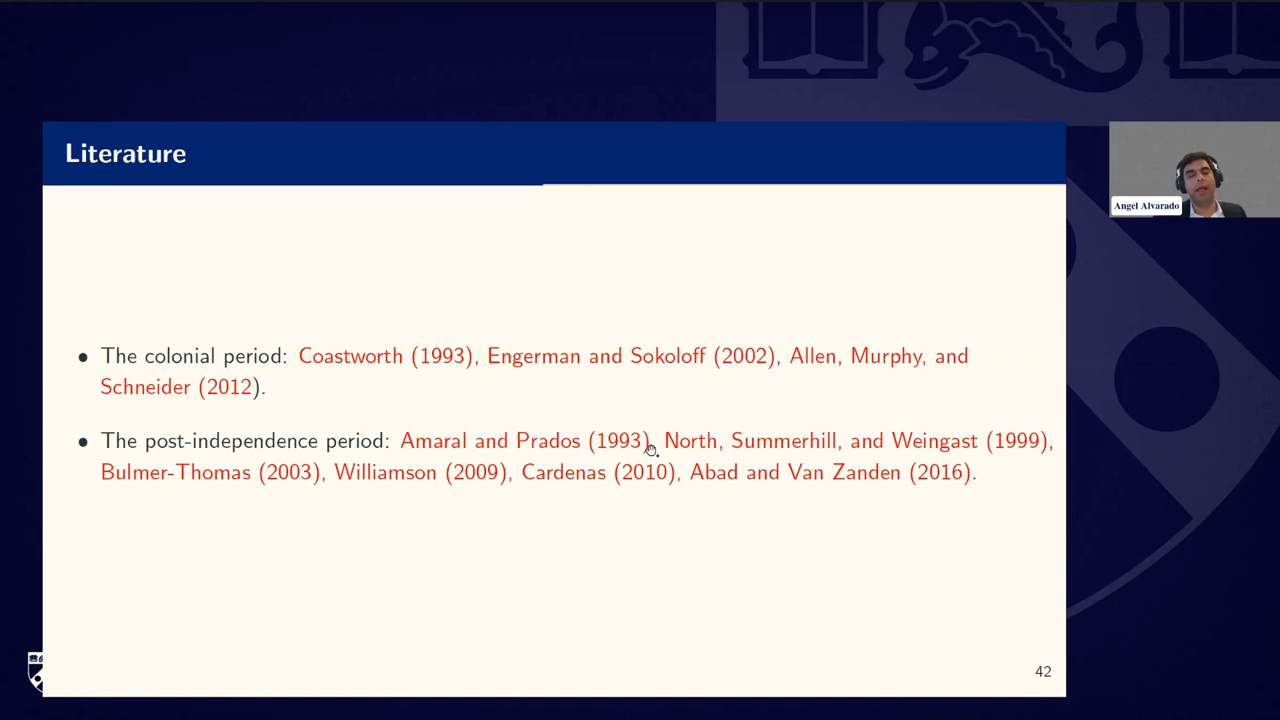 Literature
Angel Alvarado
• The colonial period: Coastworth (1993), Engerman and Sokoloff (2002), Allen, Murphy, and
Schneider (2012).
• The post-independence period: Amaral and Prados (1993), North, Summerhill, and Weingast (1999),
Bulmer-Thomas (2003), Williamson (2009), Cardenas (2010), Abad and Van Zanden (2016).
42